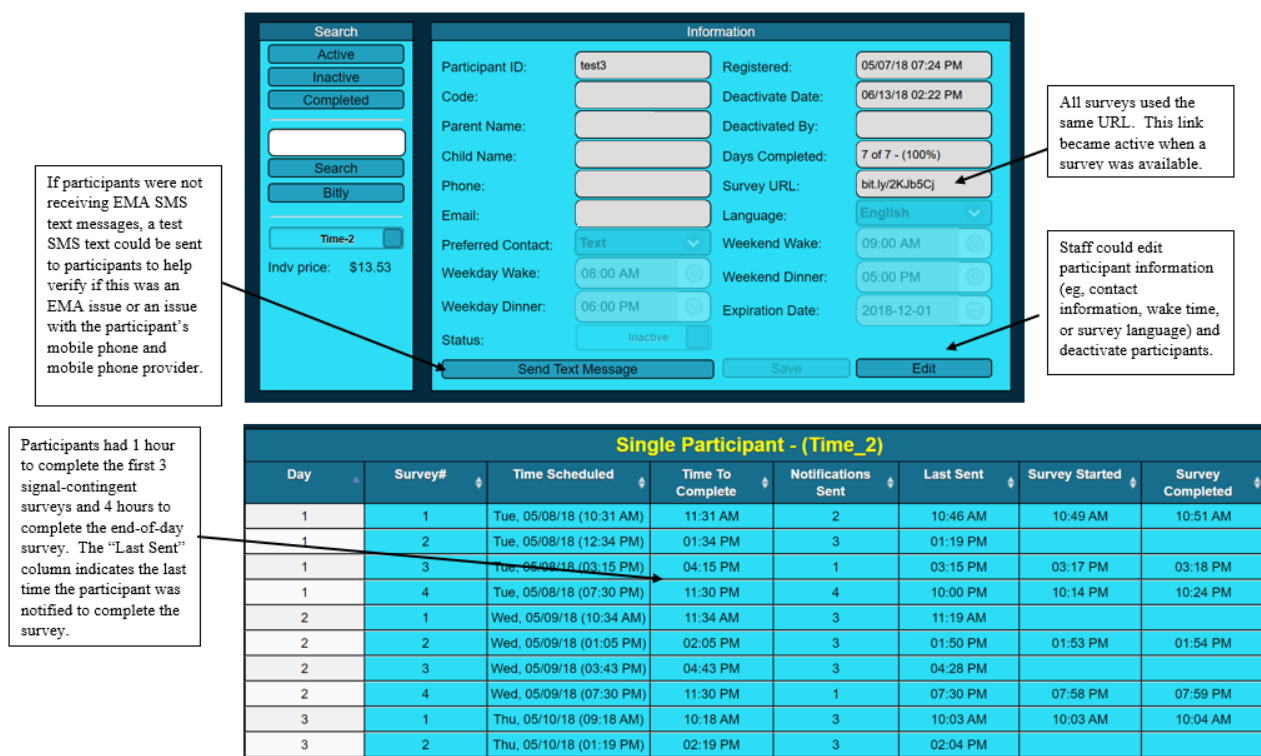 Search
Active
Inactive
Completed
Search
Bitly
Time-2
Indv price: $13.53
Information
Participant ID: test3 Registered: 05/07/18 07:24 PM
Code: Deactivate Date: 06/13/18 02:22 PM
Parent Name: Deactivated By:
Child Name: Days Completed: 7 of 7 - (100%)
Phone: Survey URL: bit.ly/2KJb5Cj
Email: Language: English
Preferred Contact: Text Weekend Wake: 09:00 AM
Weekday Wake: 08:00 AM Weekend Dinner: 05:00 PM
Weekday Dinner: 06:00 PM Expiration Date: 2018-12-01
Status: Inactive
Send Text Message Save Edit
All surveys used the
same URL. This link
became active when a
survey was available.
If participants were not
receiving EMA SMS
text messages, a test
SMS text could be sent
to participants to help
verify if this was an
EMA issue or an issue
with the participant's
mobile phone and
mobile phone provider.
Staff could edit
participant information
(eg, contact
information, wake time,
or survey language) and
deactivate participants.
Participants had 1 hour
to complete the first 3
signal-contingent
surveys and 4 hours to
complete the end-of-day
survey. The “Last Sent”
column indicates the last
time the participant was
notified to complete the
survey.
Single Participant - (Time_2)
Day Survey# Time Scheduled Time To Complete Notifications Sent Last Sent Survey Started Survey Completed
1 1 Tue, 05/08/18 (10:31 AM) 11:31 AM 2 10:46 AM 10:49 AM 10:51 AM
1 2 Tue, 05/08/18 (12:34 PM) 01:34 PM 3 01:19 PM
1 3 Tue, 05/08/18 (03:15 PM) 04:15 PM 1 03:15 PM 03:17 PM 03:18 PM
1 4 Tue, 05/08/18 (07:30 PM) 11:30 PM 4 10:00 PM 10:14 PM 10:24 PM
2 1 Wed, 05/09/18 (10:34 AM) 11:34 AM 3 11:19 AM
2 2 Wed, 05/09/18 (01:05 PM) 02:05 PM 3 01:50 PM 01:53 PM 01:54 PM
2 3 Wed, 05/09/18 (03:43 PM) 04:43 PM 3 04:28 PM
2 4 Wed, 05/09/18 (07:30 PM) 11:30 PM 1 07:30 PM 07:58 PM 07:59 PM
3 1 Thu, 05/10/18 (09:18 AM) 10:18 AM 3 10:03 AM 10:03 AM 10:04 AM
3 2 Thu, 05/10/18 (01:19 PM) 02:19 PM 3 02:04 PM